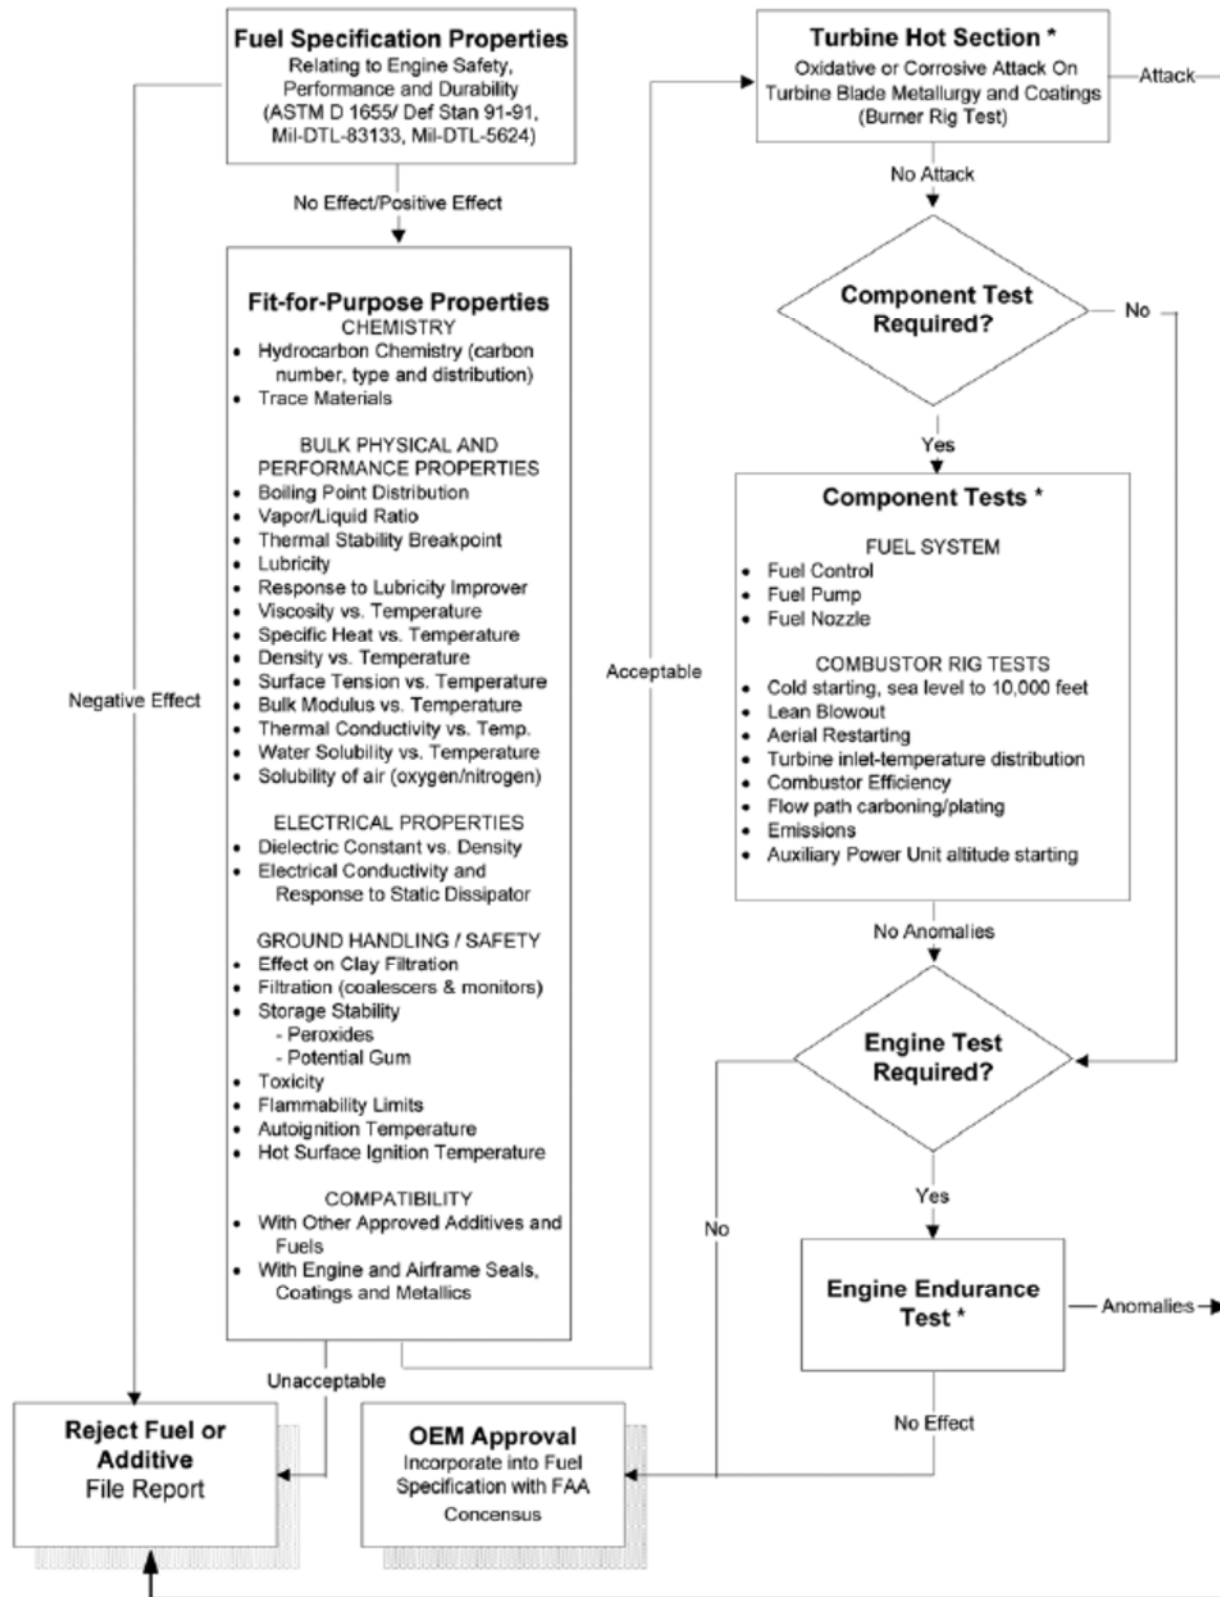 Fuel Specification Properties
Relating to Engine Safety,
Performance and Durability
(ASTM D 1655/ Def Stan 91-91,
Mil-DTL-83133, Mil-DTL-5624)
No Effect/Positive Effect
Negative Effect
Fit-for-Purpose Properties
CHEMISTRY
• Hydrocarbon Chemistry (carbon
number, type and distribution)
• Trace Materials
BULK PHYSICAL AND
PERFORMANCE PROPERTIES
• Boiling Point Distribution
• Vapor/Liquid Ratio
• Thermal Stability Breakpoint
• Lubricity
• Response to Lubricity Improver
• Viscosity vs. Temperature
• Specific Heat vs. Temperature
• Density vs. Temperature
• Surface Tension vs. Temperature
• Bulk Modulus vs. Temperature
• Thermal Conductivity vs. Temp.
• Water Solubility vs. Temperature
• Solubility of air (oxygen/nitrogen)
ELECTRICAL PROPERTIES
• Dielectric Constant vs. Density
• Electrical Conductivity and
Response to Static Dissipator
GROUND HANDLING / SAFETY
• Effect on Clay Filtration
• Filtration (coalescers & monitors)
• Storage Stability
- Peroxides
- Potential Gum
• Toxicity
• Flammability Limits
• Autoignition Temperature
• Hot Surface Ignition Temperature
COMPATIBILITY
• With Other Approved Additives and
Fuels
• With Engine and Airframe Seals,
Coatings and Metallics
Unacceptable
Acceptable
Reject Fuel or
Additive
File Report
Turbine Hot Section *
Oxidative or Corrosive Attack On
Turbine Blade Metallurgy and Coatings
(Burner Rig Test)
Attack
No Attack
Component Test
Required?
No
Yes
Component Tests *
FUEL SYSTEM
• Fuel Control
• Fuel Pump
• Fuel Nozzle
COMBUSTOR RIG TESTS
• Cold starting, sea level to 10,000 feet
• Lean Blowout
• Aerial Restarting
• Turbine inlet-temperature distribution
• Combustor Efficiency
• Flow path carboning/plating
• Emissions
• Auxiliary Power Unit altitude starting
No Anomalies
Engine Test
Required?
Yes
No
Engine Endurance
Test *
Anomalies
No Effect
OEM Approval
Incorporate into Fuel
Specification with FAA
Concensus